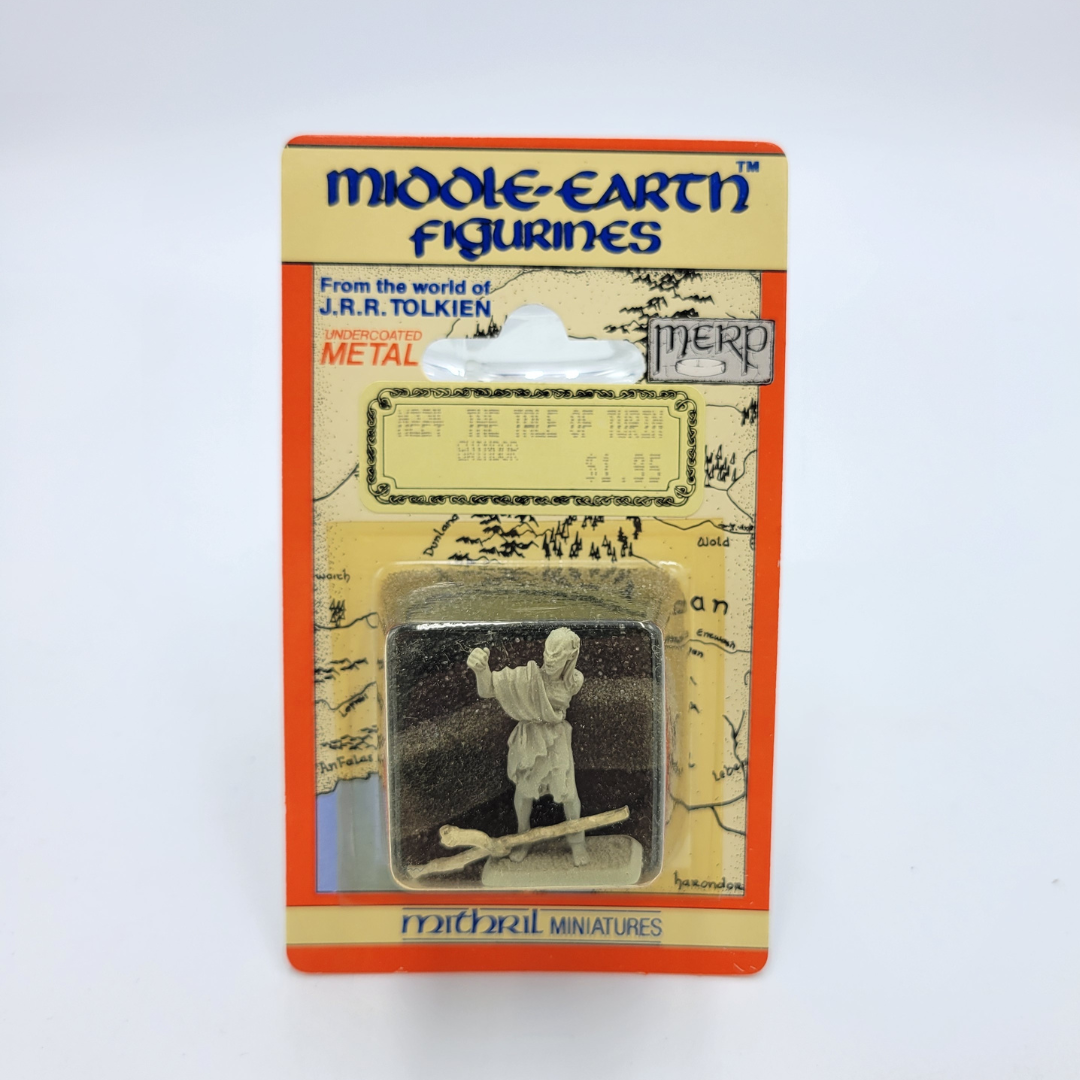 MIDDLE-EARTH™
FIGURINES
From the world of
J.R.R. TOLKIEN
UNDERCOATED
METAL
MERP
M224 THE TALE OF TURIN
GWINDOR
$1.95
Dunland
Wold
an
AnFalas
harondor
mithril MINIATURES